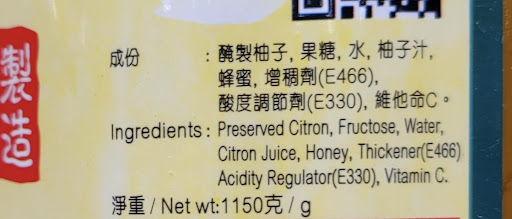 製造
成份 : 醃製柚子, 果糖, 水, 柚子汁,
蜂蜜, 增稠劑(E466),
酸度調節劑(E330), 維他命C。
Ingredients : Preserved Citron, Fructose, Water,
Citron Juice, Honey, Thickener(E466)
Acidity Regulator(E330), Vitamin C.
淨重 / Net wt:1150克 / g